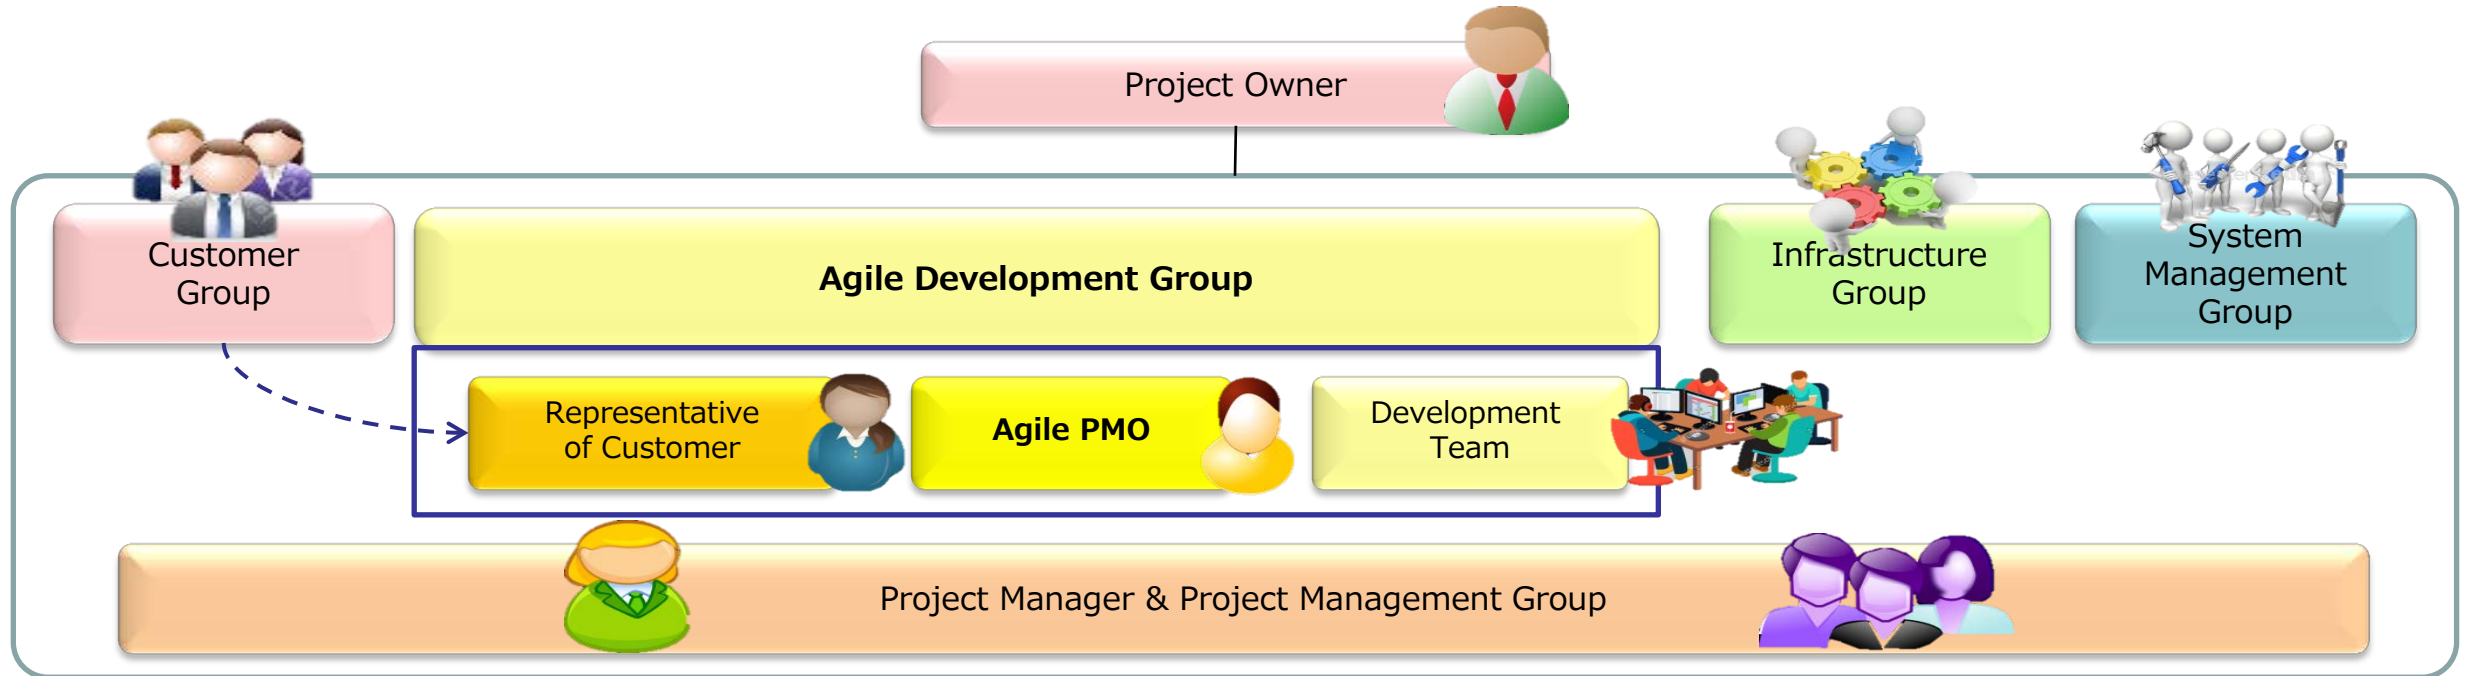 Project Owner
Customer
Group
Agile Development Group
Infrastructure
Group
System
Management
Group
Representative
of Customer
Agile PMO
Development
Team
Project Manager & Project Management Group